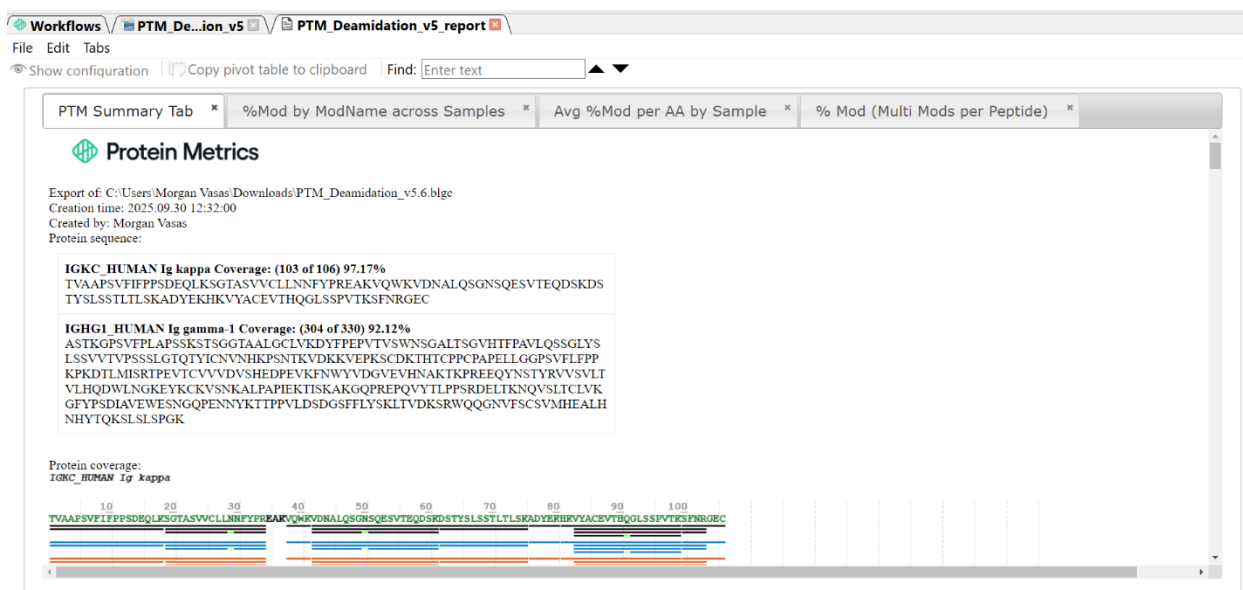 Workflows PTM_De...ion_v5 PTM_Deamidation_v5_report
File Edit Tabs
Show configuration Copy pivot table to clipboard Find: Enter text
PTM Summary Tab %Mod by ModName across Samples Avg %Mod per AA by Sample % Mod (Multi Mods per Peptide)
Protein Metrics
Export of: C:\Users\Morgan Vasas\Downloads\PTM_Deamidation_v5.6.blgc
Creation time: 2025.09.30 12:32:00
Created by: Morgan Vasas
Protein sequence:
IGKC_HUMAN Ig kappa Coverage: (103 of 106) 97.17%
TVAAPSVFIFPPSDEQLKSGTASVVCLLNNFYPREAKVQWKVDNALQSGNSQESVTEQDSKDS
TYSLSSTLTLSKADYEKHKVYACEVTHQGLSSPVTKSFNRGEC
IGHG1_HUMAN Ig gamma-1 Coverage: (304 of 330) 92.12%
ASTKGPSVFPLAPSSKSTSGGTAALGCLVKDYFPEPVTVSWNSGALTSGVHTFPAVLQSSGLYS
LSSVVTVPSSSLGTQTYICNVNHKPSNTKVDKKVEPKSCDKTHTCPPCPAPELLGGPSVFLFPP
KPKDTLMISRTPEVTCVVVDVSHEDPEVKFNWYVDGVEVHNAKTKPREEQYNSTYRVVSVLT
VLHQDWLNGKEYKCKVSNKALPAPIEKTISKAKGQPREPQVYTLPPSRDELTKNQVSLTCLVK
GFYPSDIAVEWESNGQPENNYKTTPPVLDSDGSFFLYSKLTVDKSRWQQGNVFSCSVMHEALH
NHYTQKSLSLSPGK
Protein coverage:
IGKC_HUMAN Ig kappa
10 20 30 40 50 60 70 80 90 100
TVAAPSVFIFPPSDEQLKSGTASVVCLLNNFYPREAKVQWKVDNALQSGNSQESVTEQDSKDSTYSLSSTLTLSKADYEKHKVYACEVTHQGLSSPVTKSFNRGEC